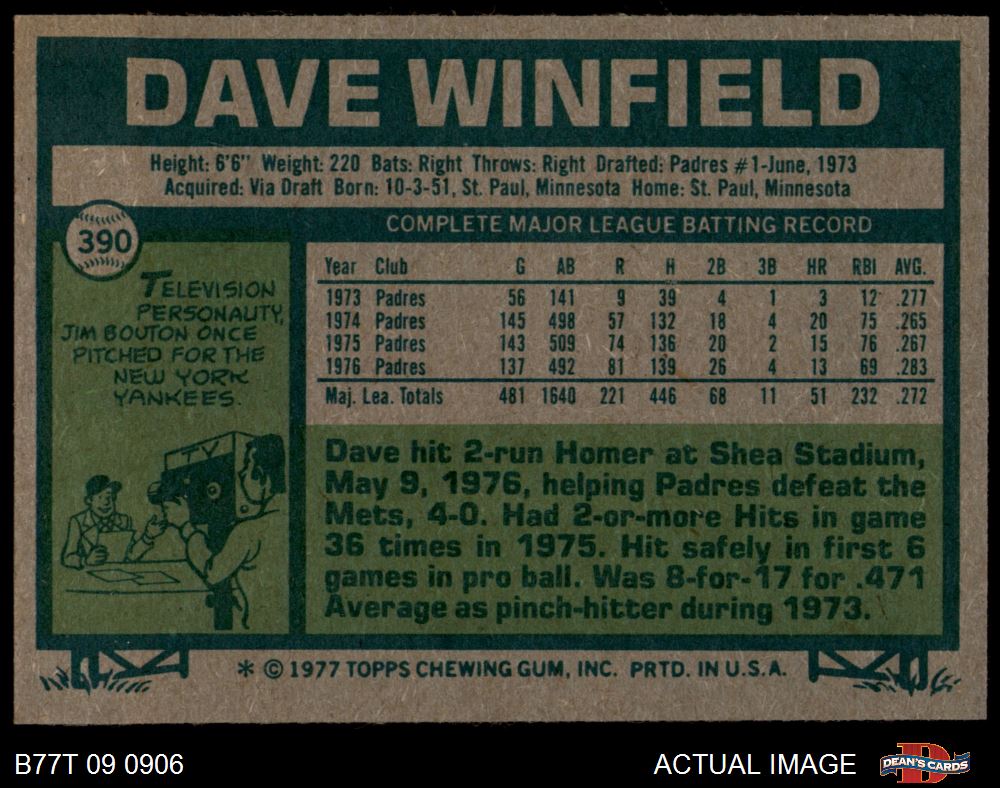 DAVE WINFIELD
Height: 6'6" Weight: 220 Bats: Right Throws: Right Drafted: Padres #1-June, 1973
Acquired: Via Draft Born: 10-3-51, St. Paul, Minnesota Home: St. Paul, Minnesota
390
TELEVISION
PERSONALITY,
JIM BOUTON ONCE
PITCHED FOR THE
NEW YORK
YANKEES.
TV
COMPLETE MAJOR LEAGUE BATTING RECORD
Year Club G AB R H 2B 3B HR RBI AVG.
1973 Padres 56 141 9 39 4 1 3 12 .277
1974 Padres 145 498 57 132 18 4 20 75 .265
1975 Padres 143 509 74 136 20 2 15 76 .267
1976 Padres 137 492 81 139 26 4 13 69 .283
Maj. Lea. Totals 481 1640 221 446 68 11 51 232 .272
Dave hit 2-run Homer at Shea Stadium,
May 9, 1976, helping Padres defeat the
Mets, 4-0. Had 2-or-more Hits in game
36 times in 1975. Hit safely in first 6
games in pro ball. Was 8-for-17 for .471
Average as pinch-hitter during 1973.
* © 1977 TOPPS CHEWING GUM, INC. PRTD. IN U.S.A.
B77T 09 0906
ACTUAL IMAGE
D
DEAN'S CARDS